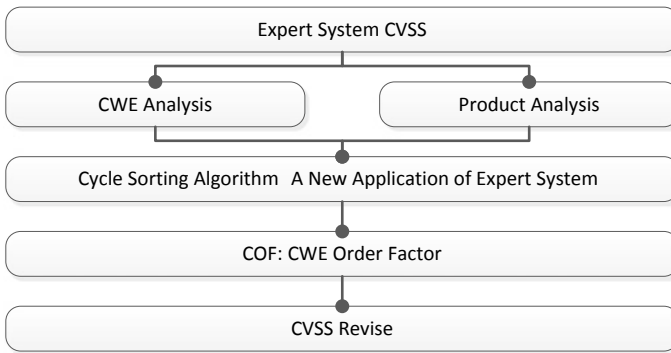 Expert System CVSS
CWE Analysis
Product Analysis
Cycle Sorting Algorithm A New Application of Expert System
COF: CWE Order Factor
CVSS Revise